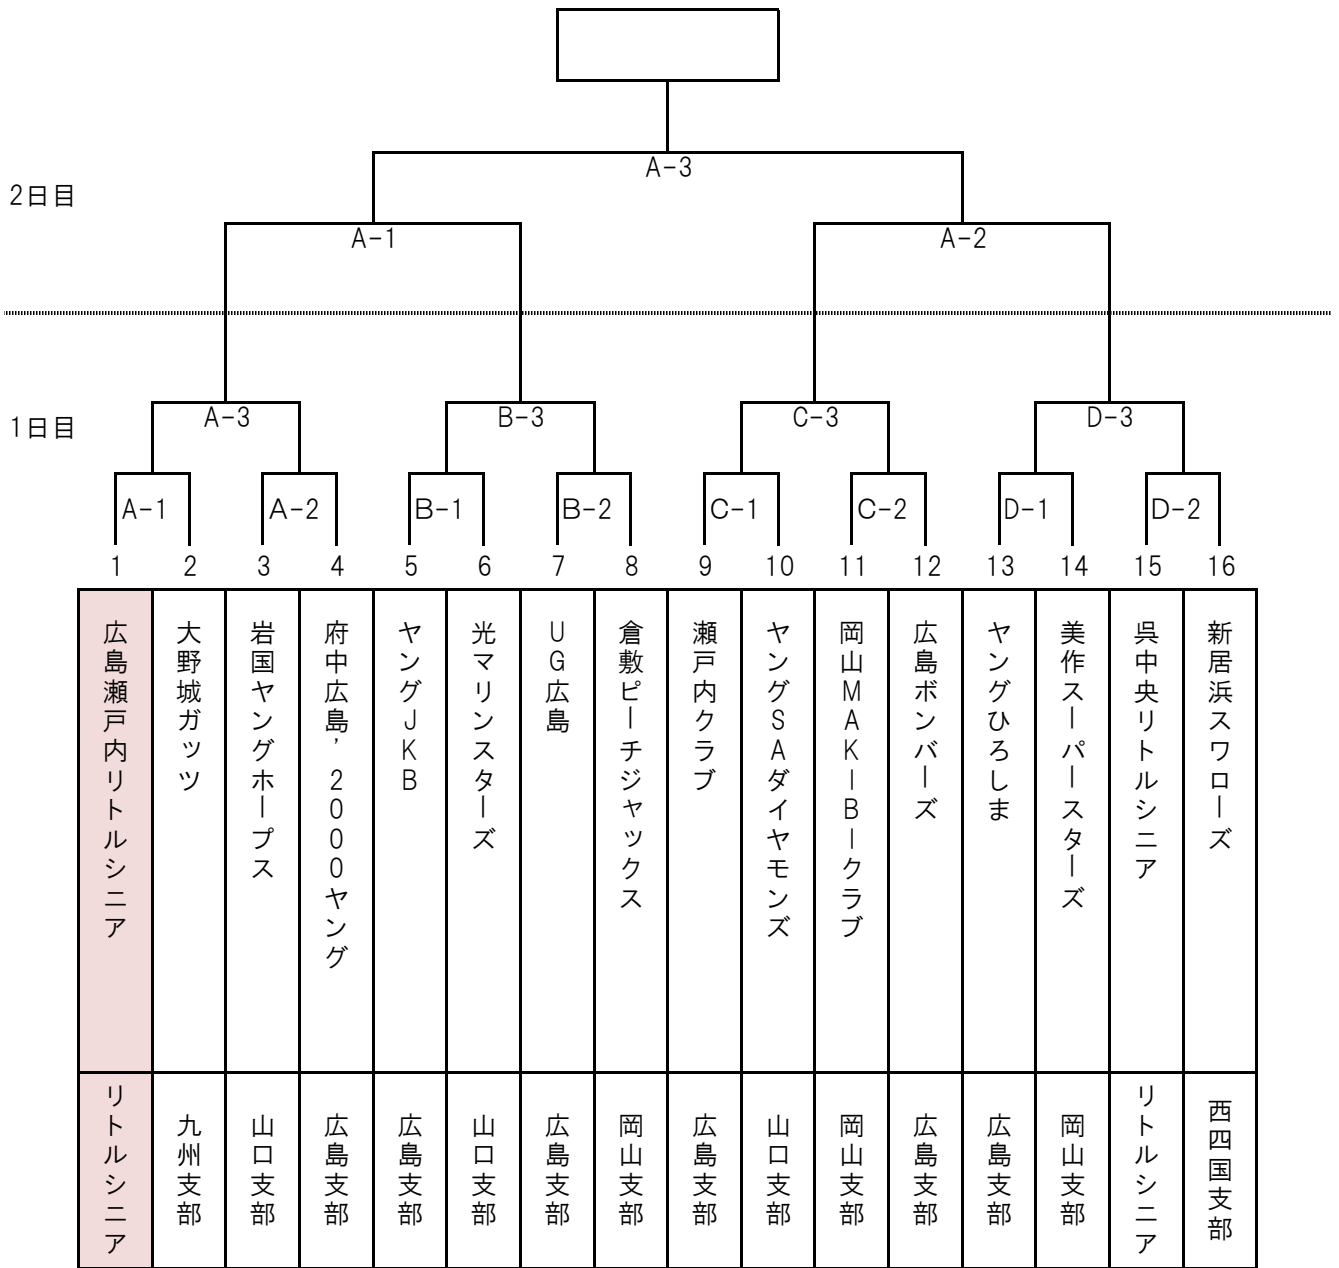 A-3
2日目
A-1
A-2
1日目
A-3
B-3
C-3
D-3
A-1
A-2
B-1
B-2
C-1
C-2
D-1
D-2
1 2 3 4 5 6 7 8 9 10 11 12 13 14 15 16
広島瀬戸内リトルシニア
大野城ガッツ
岩国ヤングホープス
府中広島’2000ヤング
ヤングJKB
光マリンスターズ
UG広島
倉敷ピーチジャックス
瀬戸内クラブ
ヤングSAダイヤモンズ
岡山MAKIBIクラブ
広島ボンバーズ
ヤングひろしま
美作スーパースターズ
呉中央リトルシニア
新居浜スワローズ
リトルシニア
九州支部
山口支部
広島支部
広島支部
山口支部
広島支部
岡山支部
広島支部
山口支部
岡山支部
広島支部
広島支部
岡山支部
リトルシニア
西四国支部